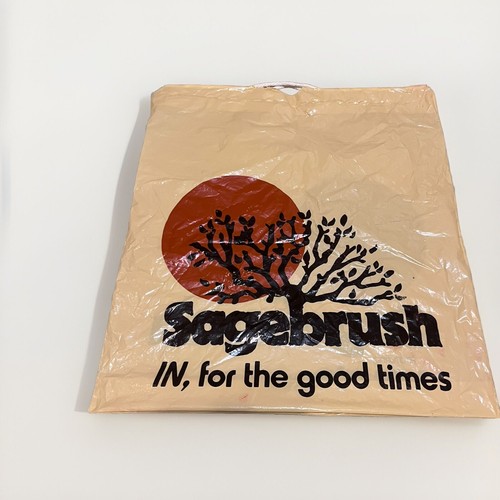 Sagebrush
IN, for the good times